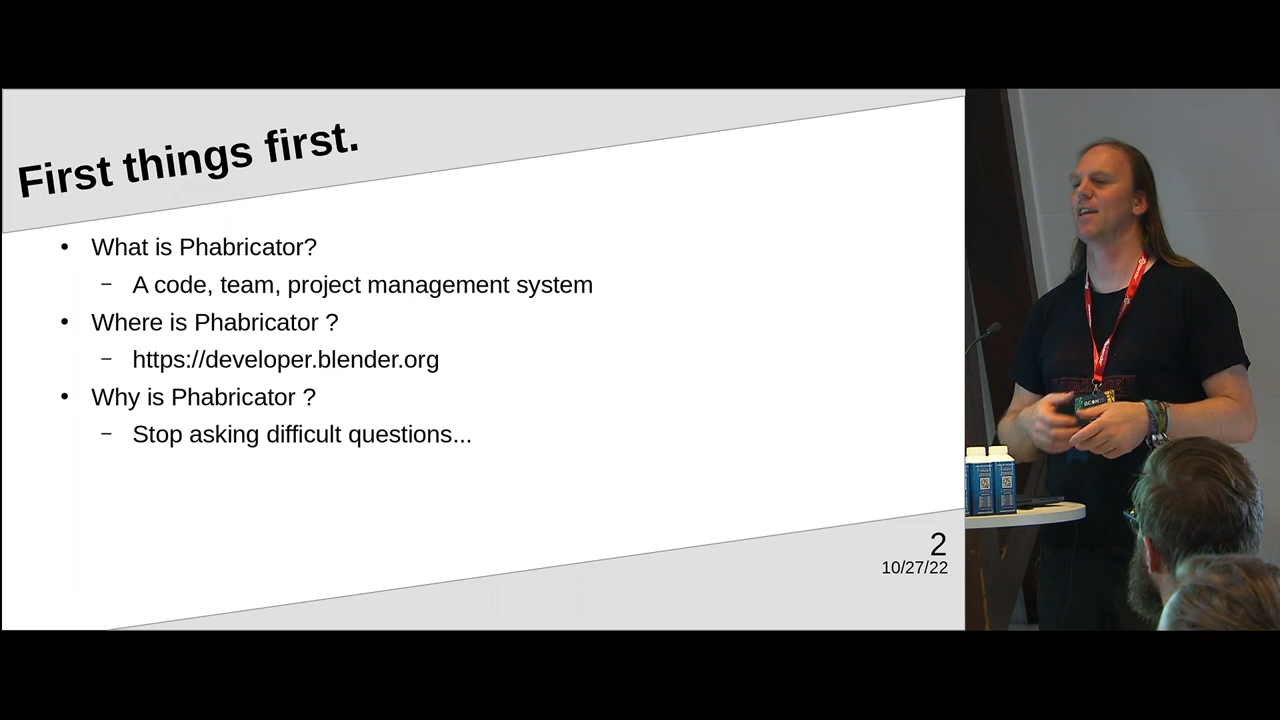 First things first.
• What is Phabricator?
– A code, team, project management system
• Where is Phabricator ?
– https://developer.blender.org
• Why is Phabricator ?
– Stop asking difficult questions...
2
10/27/22
BCON